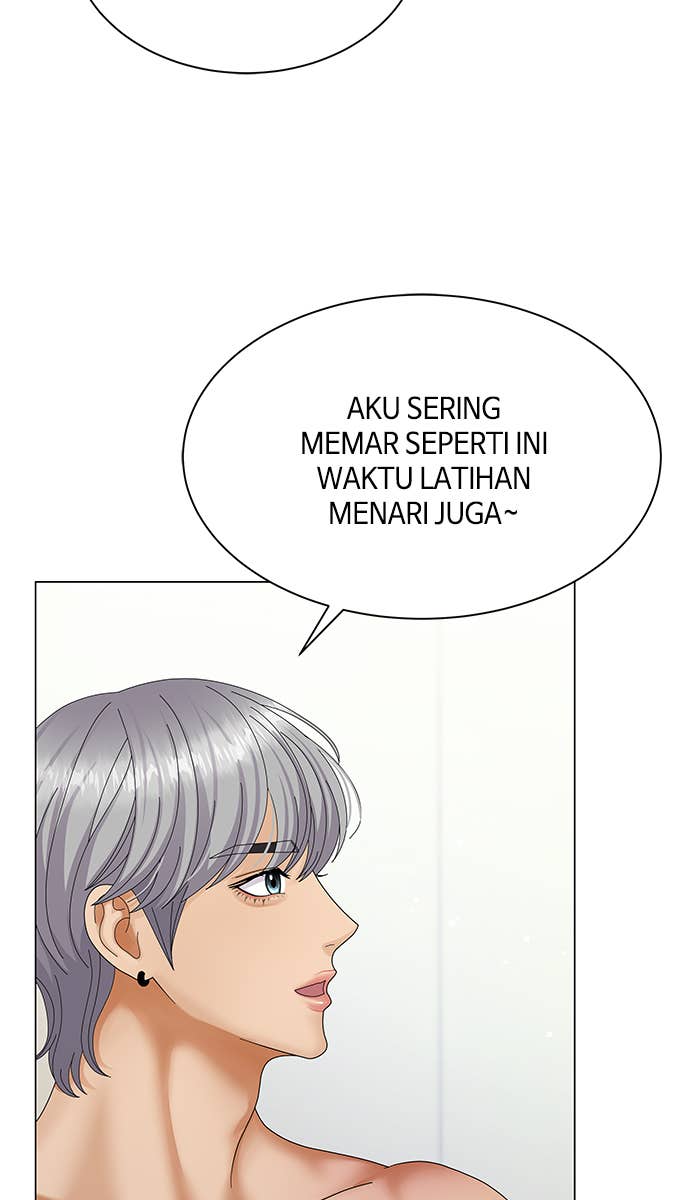 AKU SERING
MEMAR SEPERTI INI
WAKTU LATIHAN
MENARI JUGA~